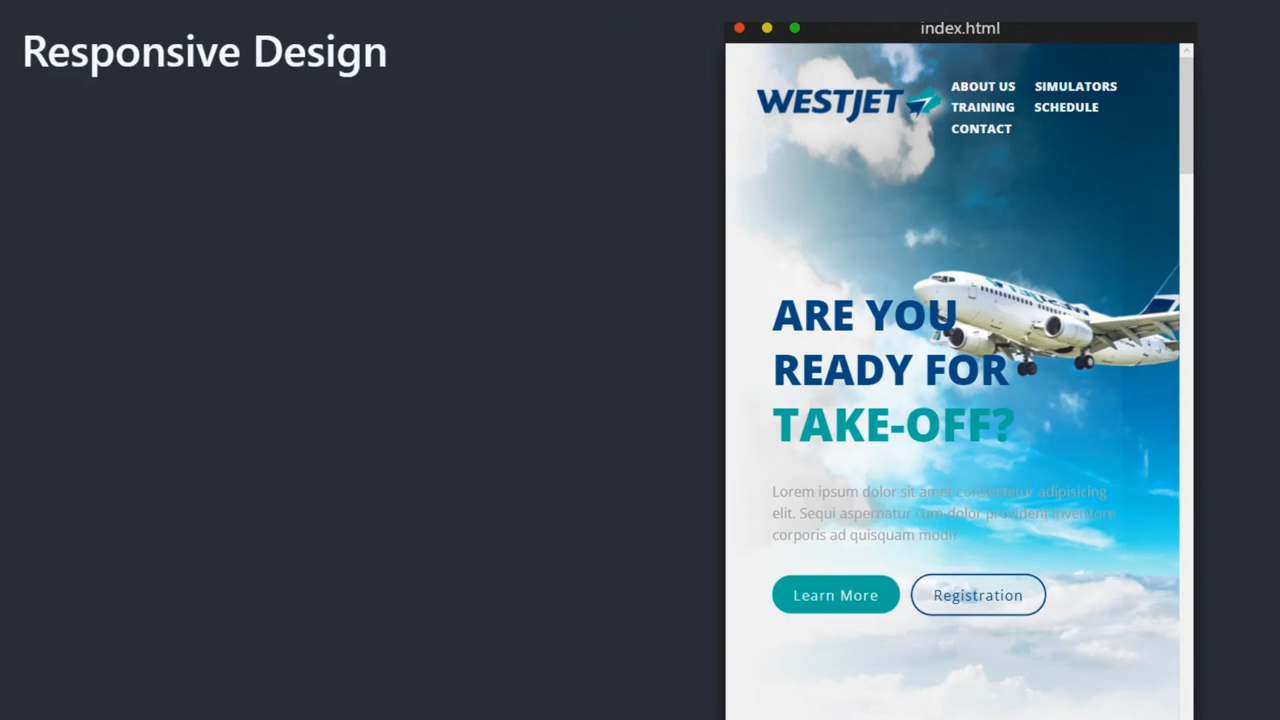 Responsive Design
index.html
WESTJET
ABOUT US SIMULATORS
TRAINING SCHEDULE
CONTACT
ARE YOU
READY FOR
TAKE-OFF?
Lorem ipsum dolor sit amet consectetur adipisicing
elit. Sequi aspernatur cum dolor provident inventore
corporis ad quisquam modi?
Learn More Registration